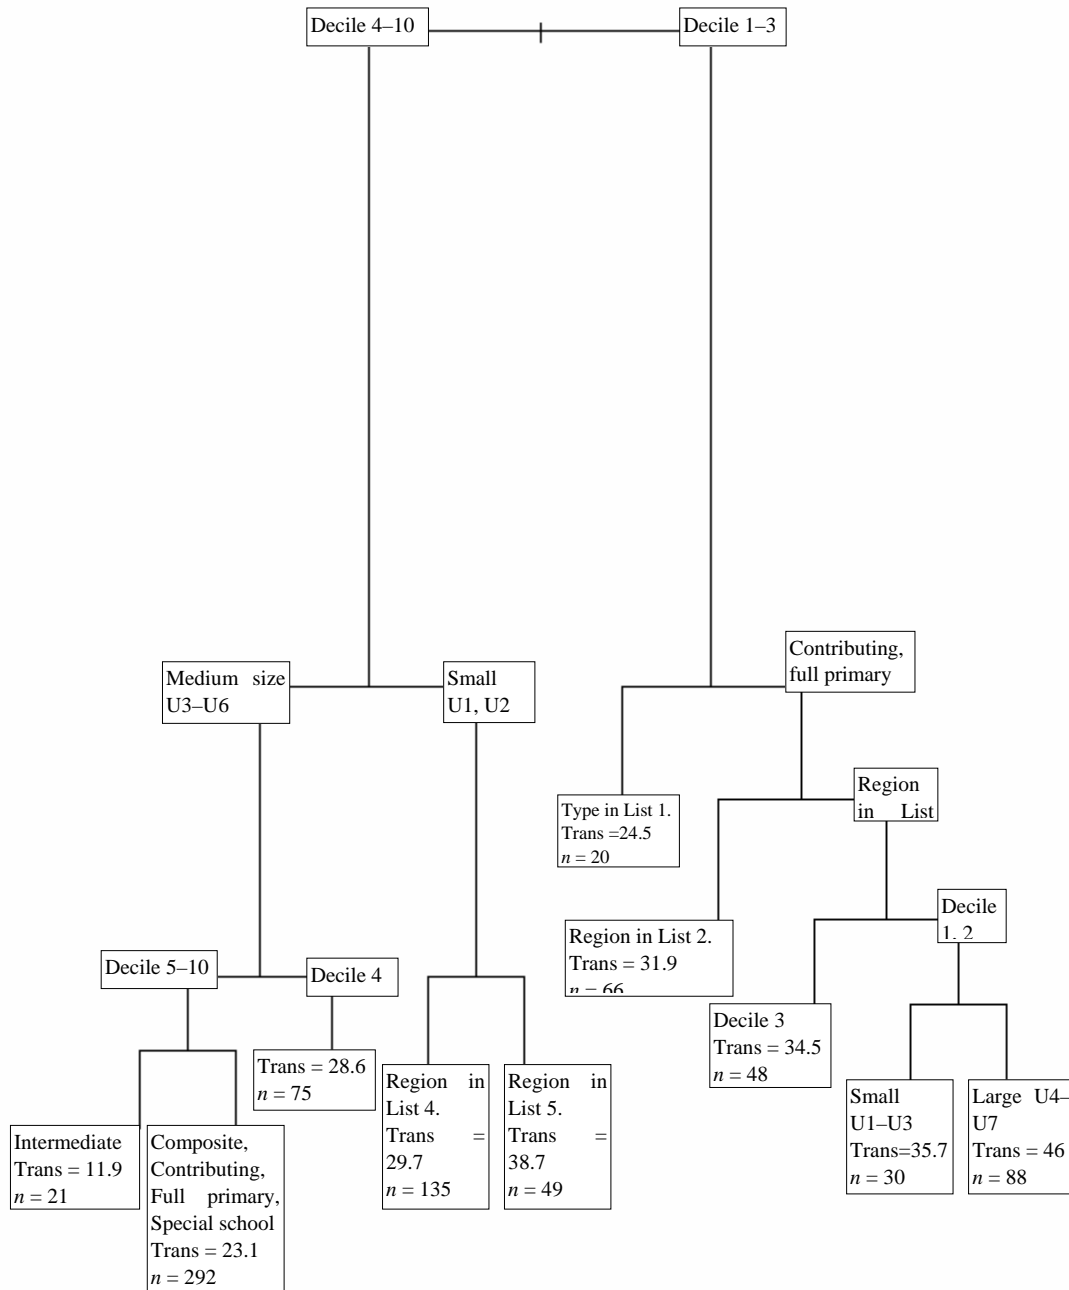 Decile 4–10
Decile 1–3
Contributing,
full primary
Medium size
U3–U6
Small
U1, U2
Region
in List
Type in List 1.
Trans =24.5
n = 20
Decile
1, 2
Region in List 2.
Trans = 31.9
n = 66
Decile 5–10
Decile 4
Decile 3
Trans = 34.5
n = 48
Trans = 28.6
n = 75
Region in
List 4.
Trans =
29.7
n = 135
Region in
List 5.
Trans =
38.7
n = 49
Small
U1–U3
Trans=35.7
n = 30
Large U4–
U7
Trans = 46
n = 88
Intermediate
Trans = 11.9
n = 21
Composite,
Contributing,
Full primary,
Special school
Trans = 23.1
n = 292